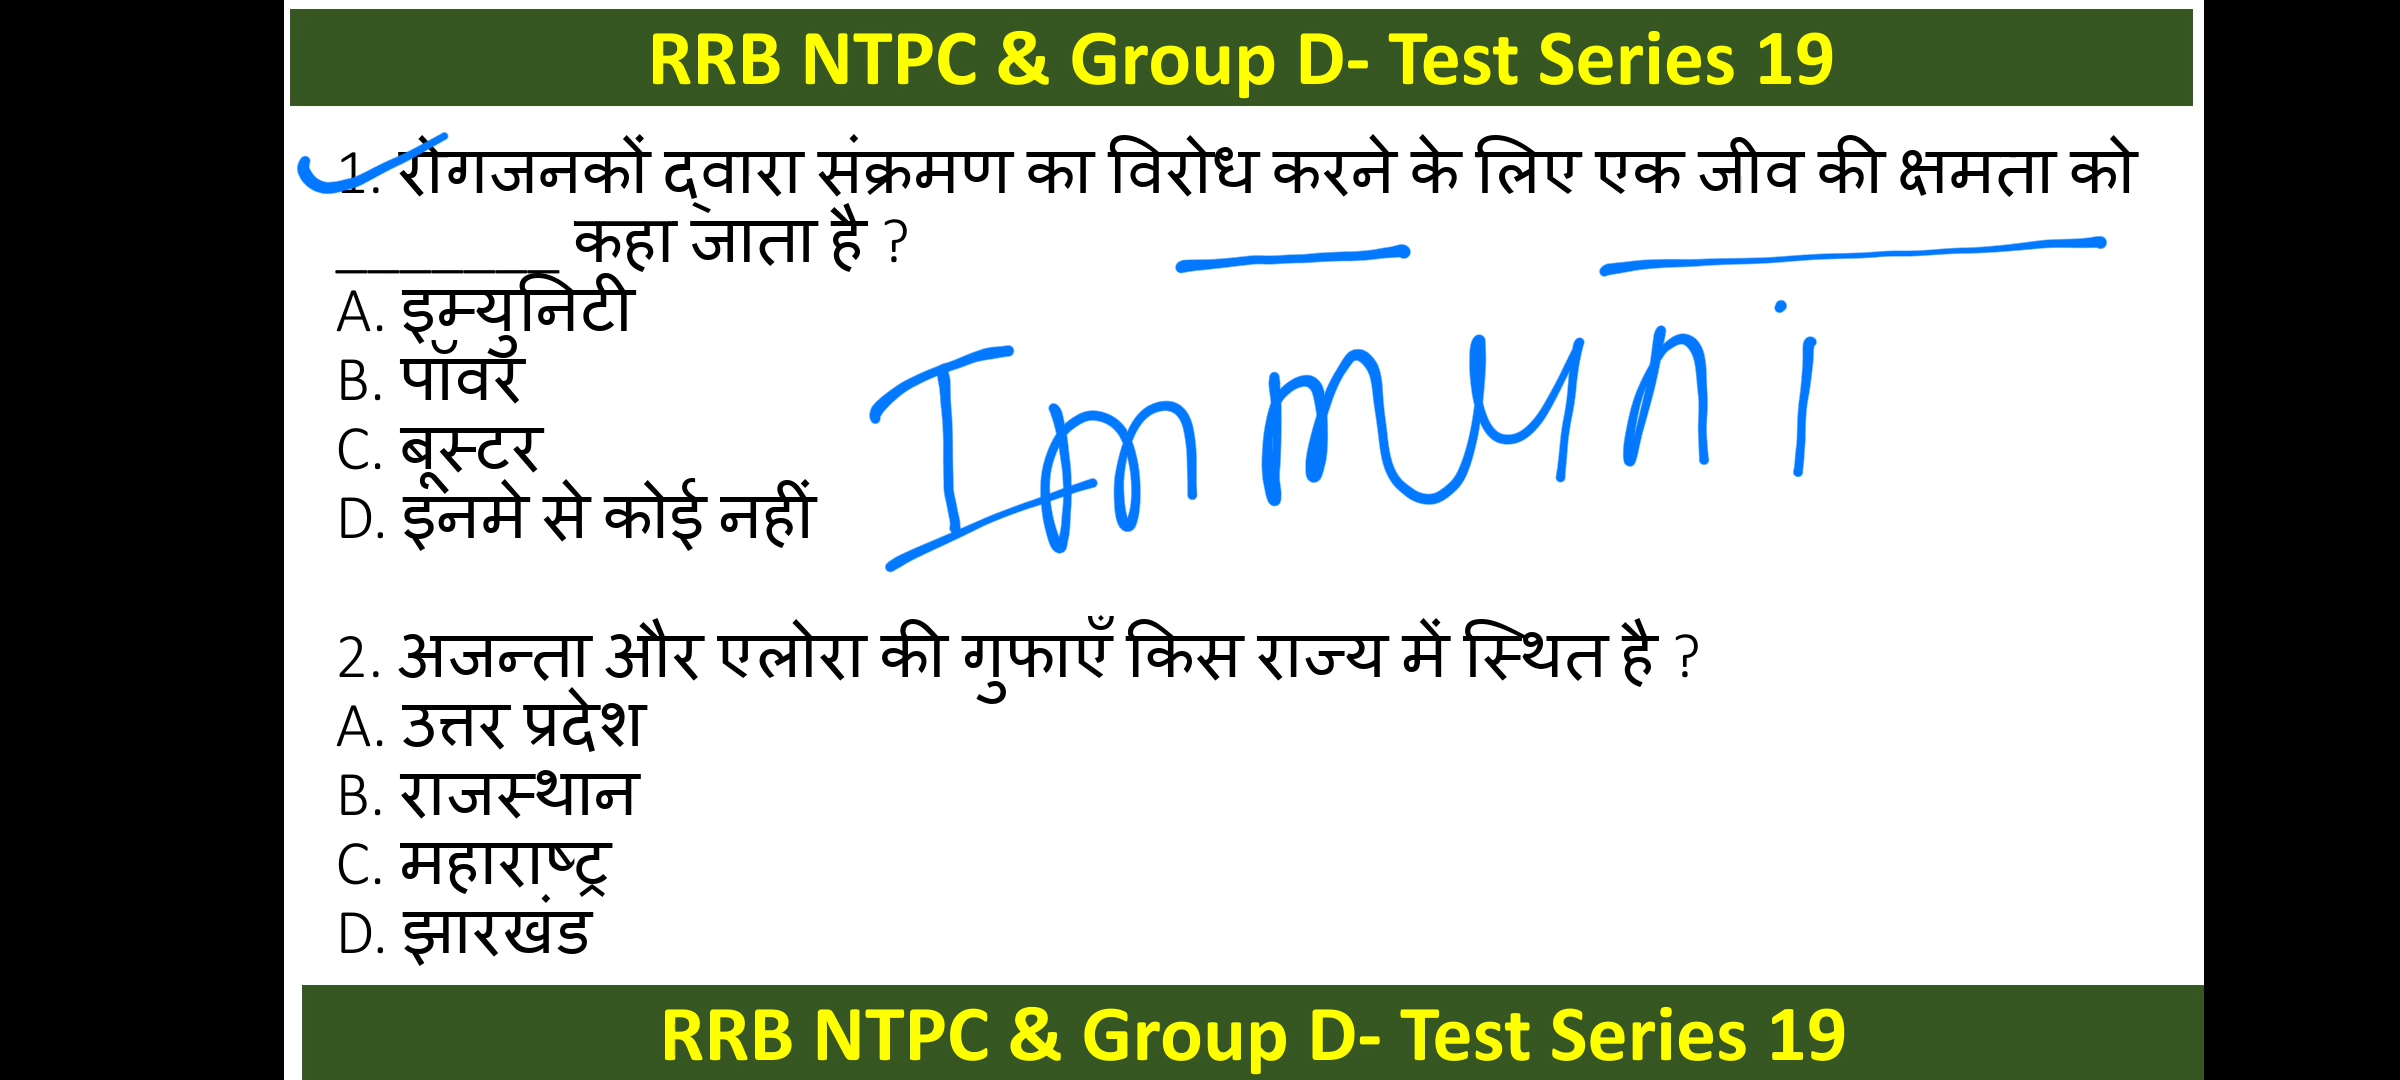 RRB NTPC & Group D- Test Series 19
1. रोगजनकों द्वारा संक्रमण का विरोध करने के लिए एक जीव की क्षमता को
_______ कहा जाता है ?
A. इम्युनिटी
B. पॉवर
C. बूस्टर
D. इनमे से कोई नहीं
Immuni
2. अजन्ता और एलोरा की गुफाएँ किस राज्य में स्थित है ?
A. उत्तर प्रदेश
B. राजस्थान
C. महाराष्ट्र
D. झारखंड
RRB NTPC & Group D- Test Series 19